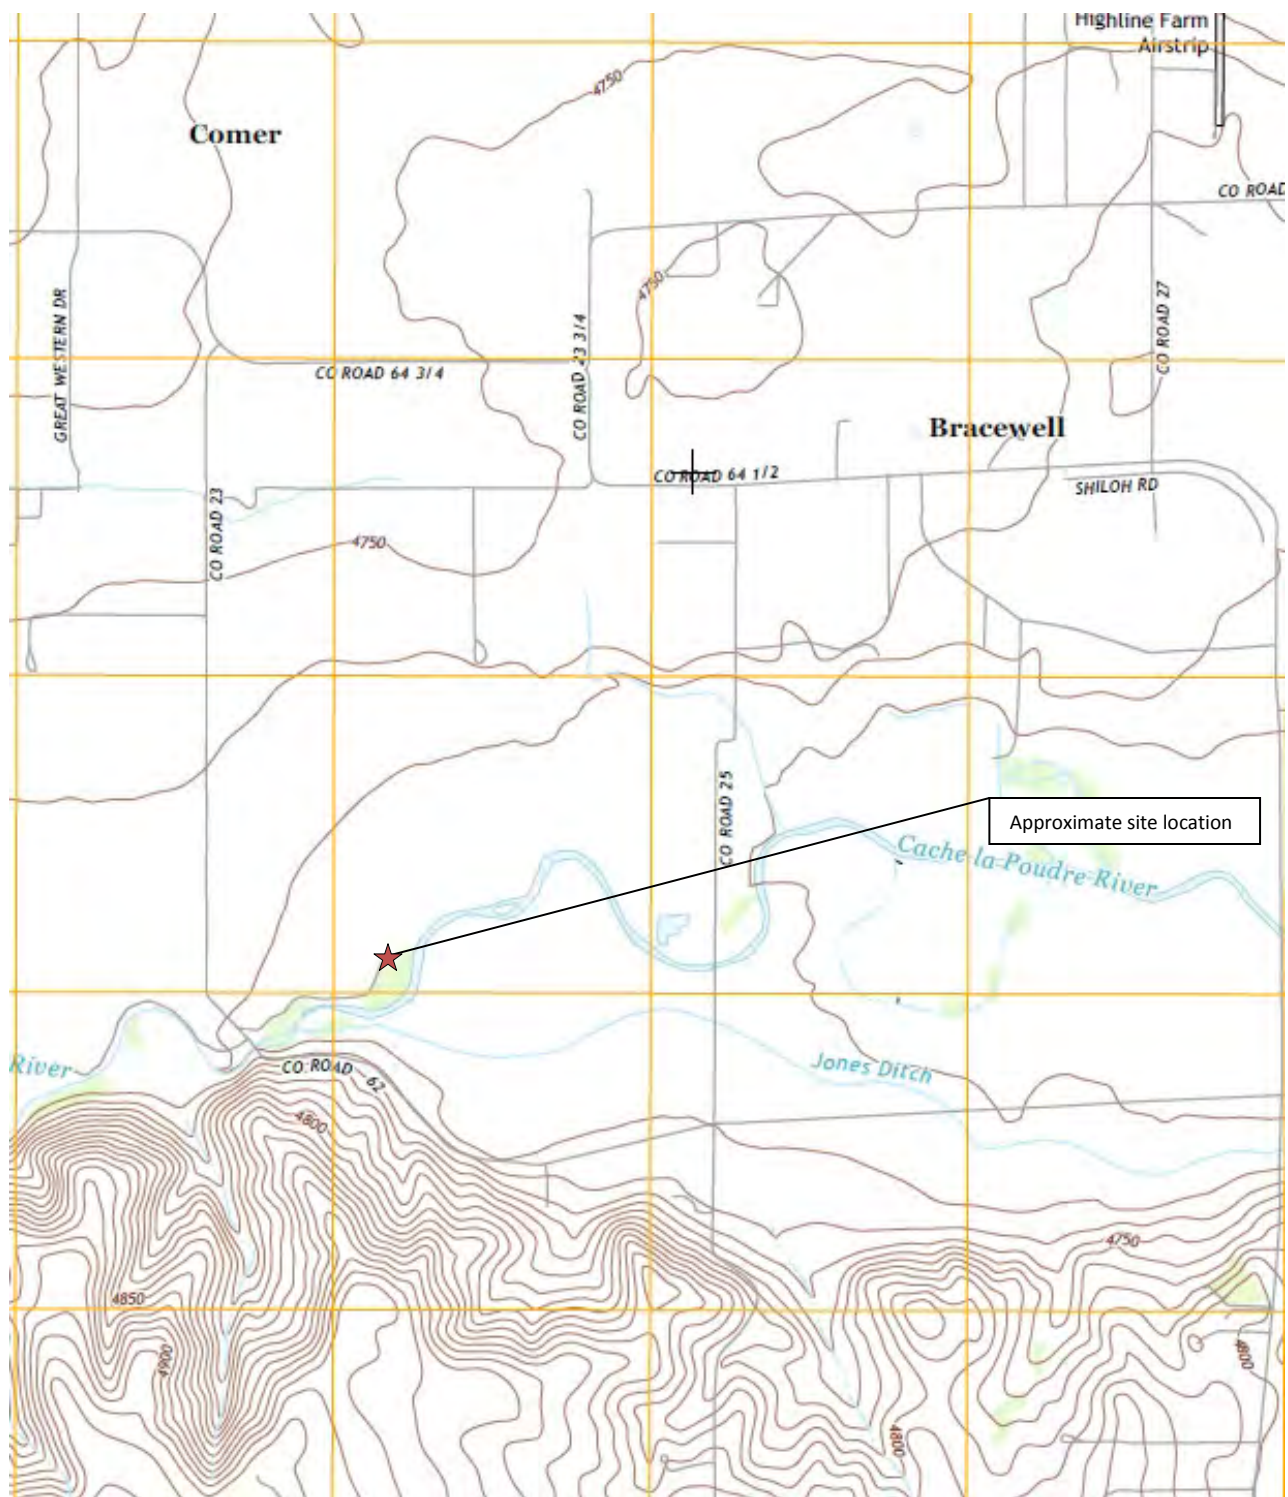 Highline Farm
Airstrip
4750
Comer
CO ROAD
4750
GREAT WESTERN DR
CO ROAD 23 3/4
CO ROAD 27
CO ROAD 64 3/4
Bracewell
CO ROAD 64 1/2
SHILOH RD
CO ROAD 23
4750
CO ROAD 25
Approximate site location
Cache la Poudre River
River
CO ROAD 62
Jones Ditch
4800
4750
4850
4900
4800
4800